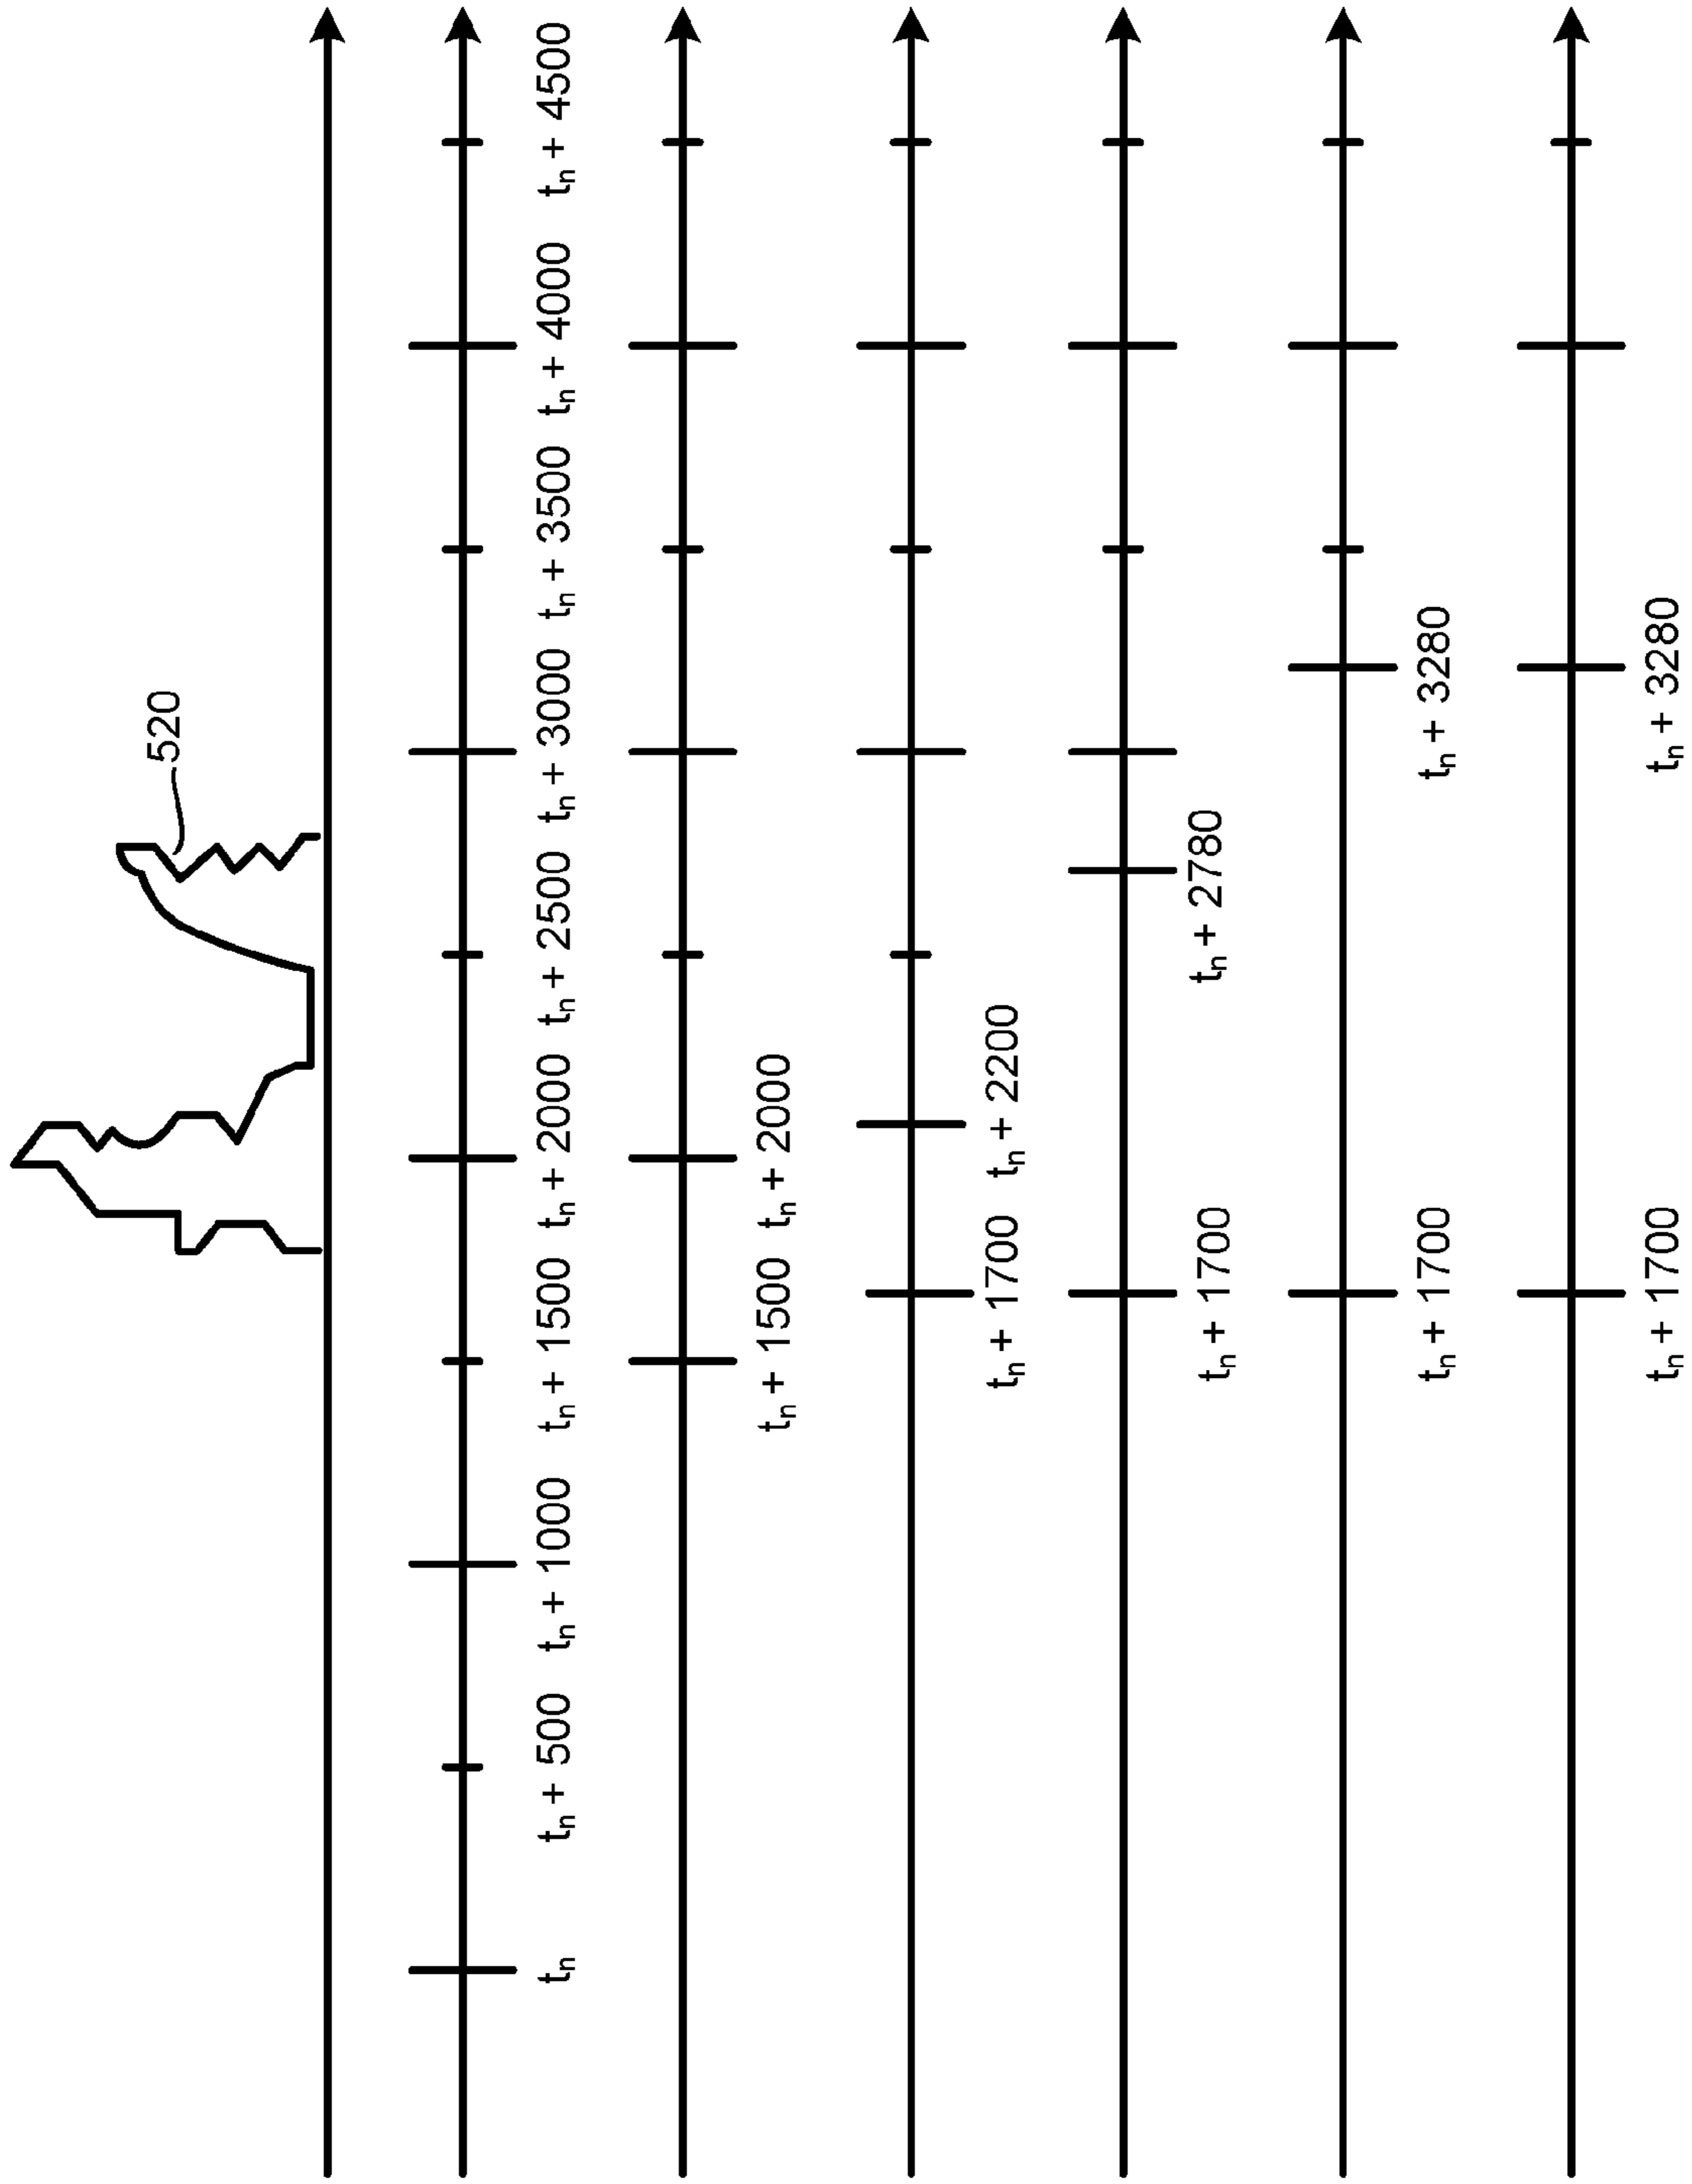 520
tn tn + 500 tn + 1000 tn + 1500 tn + 2000 tn + 2500 tn + 3000 tn + 3500 tn + 4000 tn + 4500
tn + 1500 tn + 2000
tn + 1700 tn + 2200
tn + 1700 tn + 2780
tn + 1700 tn + 3280
tn + 1700 tn + 3280